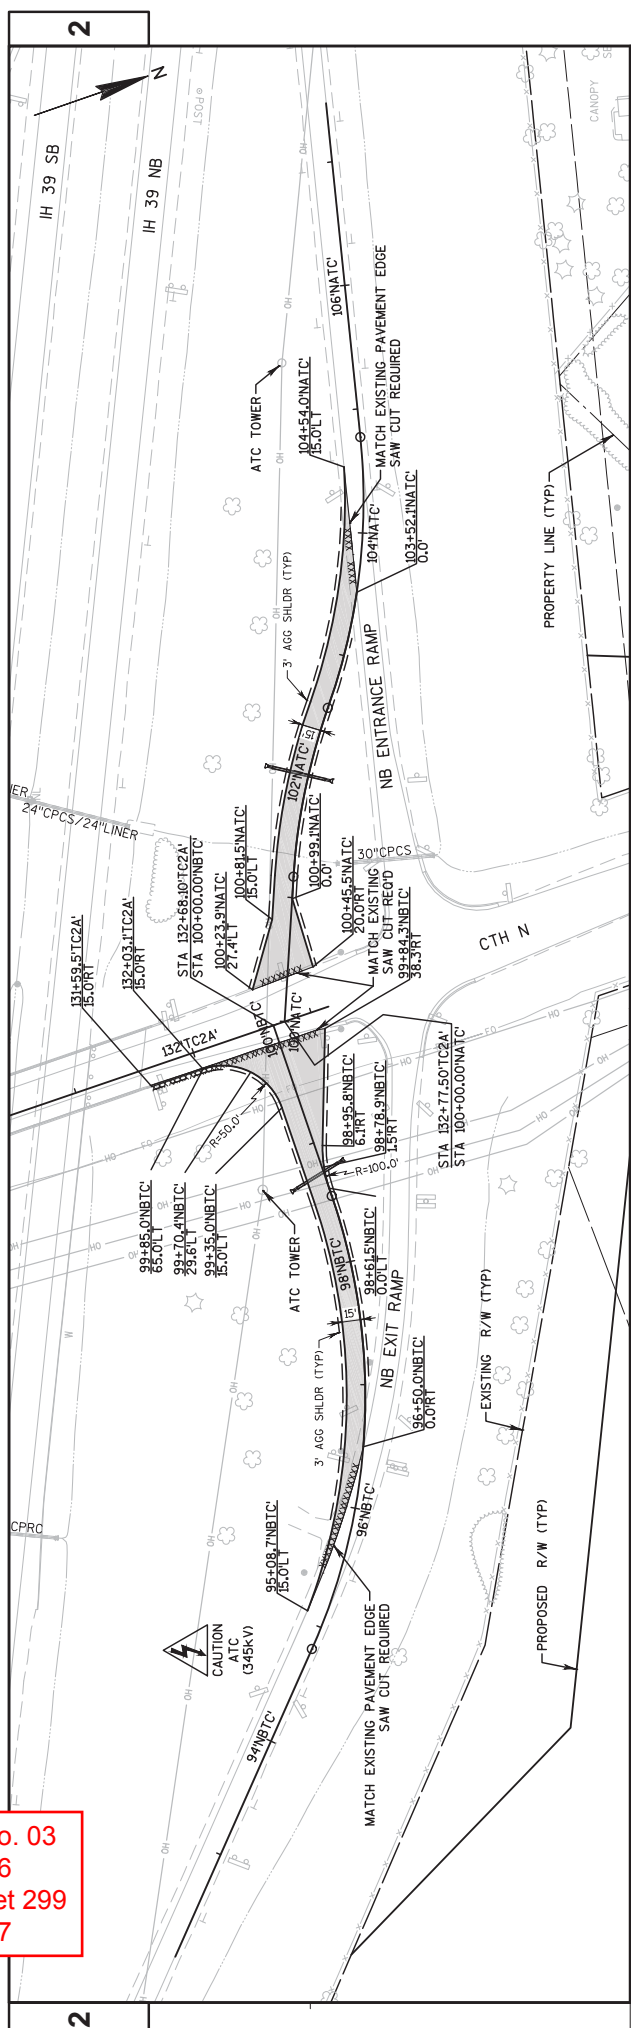 2
N
IH 39 SB
IH 39 NB
POST
CANOPY
SE
HO
106'NATC'
ATC TOWER
104+54.0'NATC'
15.0'LT
MATCH EXISTING PAVEMENT EDGE
SAW CUT REQUIRED
104'NATC'
103+52.1'NATC'
0.0'
PROPERTY LINE (TYP)
3' AGG SHLDR (TYP)
15'
NB ENTRANCE RAMP
102'NATC'
24"CPCS/24"LINER
30"CPCS
CTH N
131+59.5'TC2A'
15.0'RT
132+03.1'TC2A'
15.0'RT
STA 132+68.10'TC2A'
STA 100+00.00'NBTC'
100+23.9'NATC'
27.4'LT
100+81.5'NATC'
15.0'LT
100+99.1'NATC'
0.0'
100+45.5'NATC'
20.0'RT
MATCH EXISTING
SAW CUT REQ'D
99+84.3'NBTC'
38.3'RT
132'TC2A'
100'NBTC'
100'NATC'
R=50.0'
99+85.0'NBTC'
65.0'LT
99+70.4'NBTC'
29.6'LT
99+35.0'NBTC'
15.0'LT
ATC TOWER
98+95.8'NBTC'
6.1'RT
98+78.9'NBTC'
1.5'RT
R=100.0'
STA 132+77.50'TC2A'
STA 100+00.00'NATC'
FO
HO
98'NBTC'
98+61.5'NBTC'
0.0'LT
NB EXIT RAMP
15'
3' AGG SHLDR (TYP)
96+50.0'NBTC'
0.0'RT
96'NBTC'
EXISTING R/W (TYP)
W
CPRC
95+08.7'NBTC'
15.0'LT
CAUTION
ATC
(345kV)
94'NBTC'
MATCH EXISTING PAVEMENT EDGE
SAW CUT REQUIRED
PROPOSED R/W (TYP)
o. 03
6
et 299
7
2